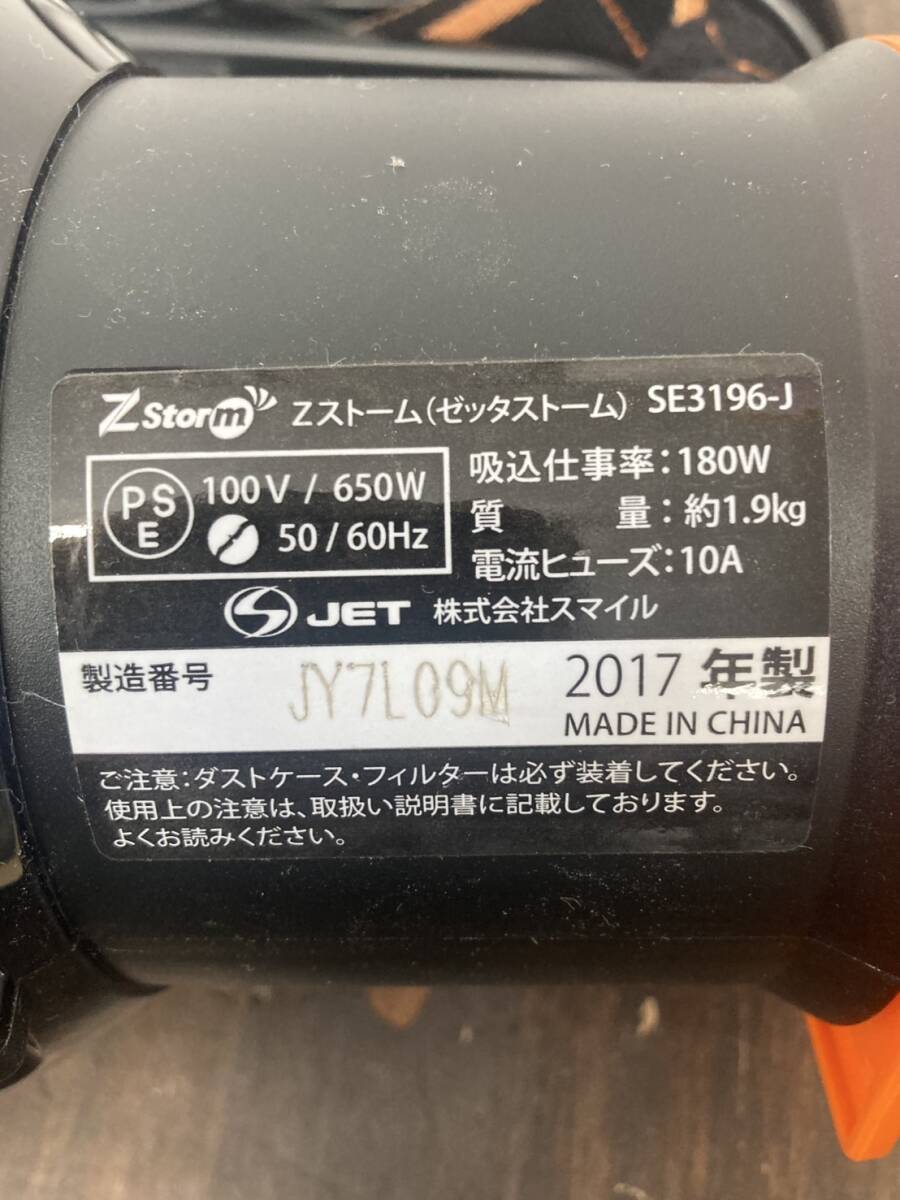 Z Storm Zストーム(ゼッタストーム) SE3196-J
PS
E
100V / 650W
50/60Hz
吸込仕事率:180W
質　　量:約1.9kg
電流ヒューズ:10A
S JET 株式会社スマイル
製造番号 JY7L09M 2017 年製
MADE IN CHINA
ご注意:ダストケース・フィルターは必ず装着してください。
使用上の注意は、取扱い説明書に記載しております。
よくお読みください。